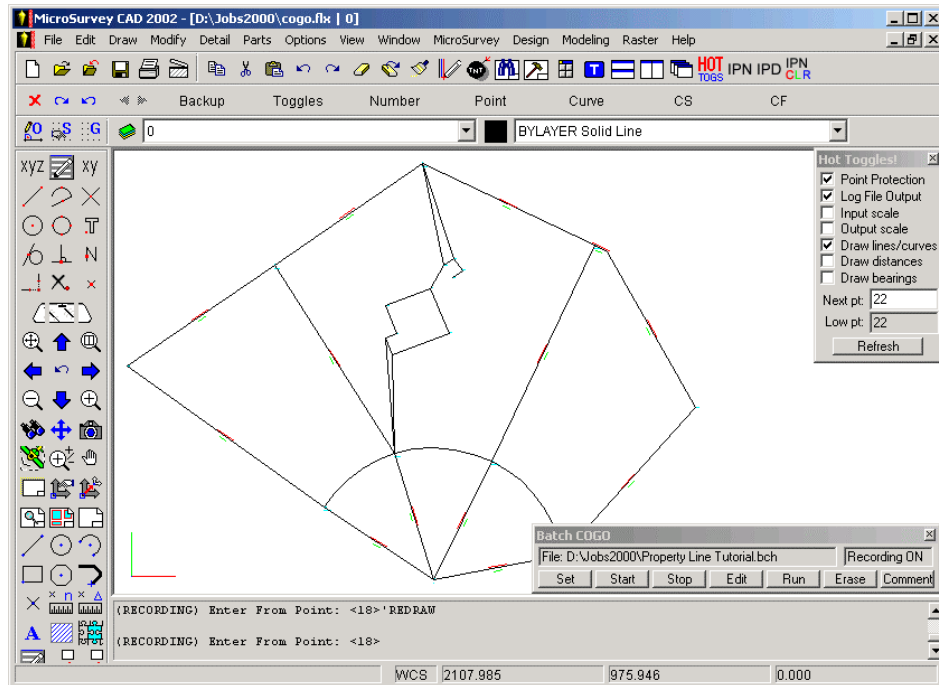 MicroSurvey CAD 2002 - [D:\Jobs2000\cogo.flx | 0]
File Edit Draw Modify Detail Parts Options View Window MicroSurvey Design Modeling Raster Help
TNT T HOT TOGS IPN IPD IPN CLR
Backup Toggles Number Point Curve CS CF
O S G 0 BYLAYER Solid Line
xyz xy
T
N
x n
A
Hot Toggles!
Point Protection
Log File Output
Input scale
Output scale
Draw lines/curves
Draw distances
Draw bearings
Next pt: 22
Low pt: 22
Refresh
Batch COGO
File: D:\Jobs2000\Property Line Tutorial.bch Recording ON
Set Start Stop Edit Run Erase Comment
(RECORDING) Enter From Point: <18>'REDRAW
(RECORDING) Enter From Point: <18>
WCS 2107.985 975.946 0.000